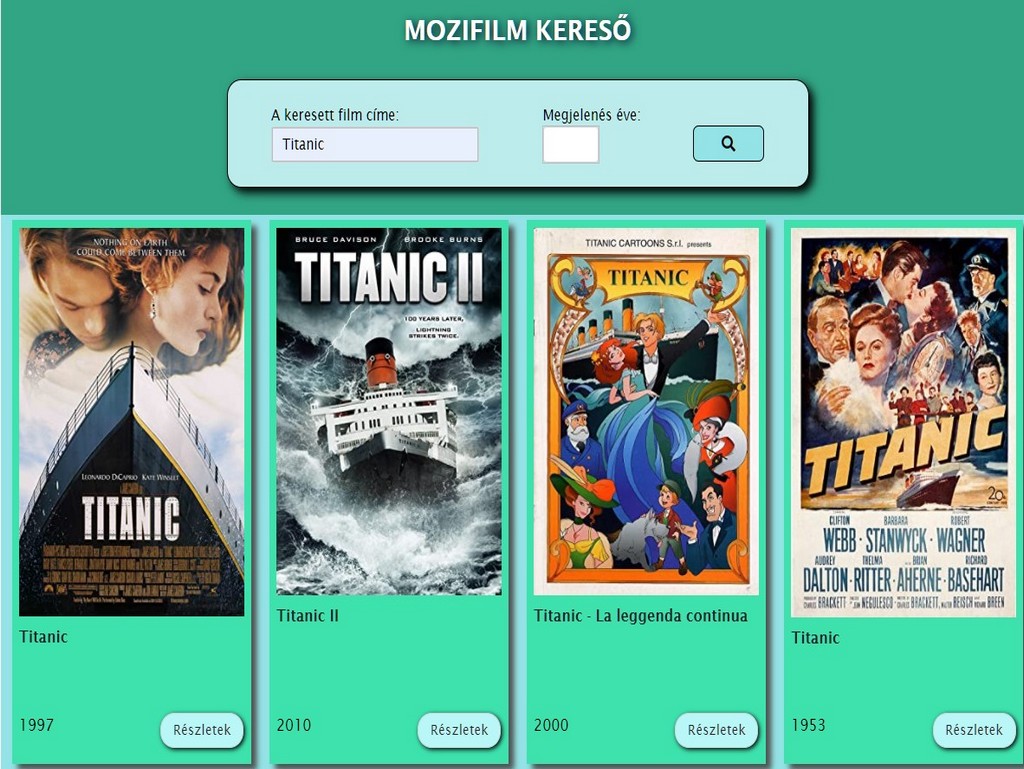 MOZIFILM KERESŐ
A keresett film címe:
Megjelenés éve:
Titanic
NOTHING ON EARTH
COULD COME BETWEEN THEM.
LEONARDO DICAPRIO KATE WINSLET
TITANIC
Titanic
1997
Részletek
BRUCE DAVISON BROOKE BURNS
TITANIC II
100 YEARS LATER,
LIGHTNING
STRIKES TWICE.
Titanic II
2010
Részletek
TITANIC CARTOONS S.r.l. presents
TITANIC
Titanic - La leggenda continua
2000
Részletek
TITANIC
20
CLIFTON BARBARA ROBERT
WEBB · STANWYCK · WAGNER
AUDREY THELMA BRIAN RICHARD
DALTON · RITTER · AHERNE · BASEHART
CHARLES BRACKETT
JEAN NEGULESCO
CHARLES BRACKETT, WALTER REISCH
RICHARD BREEN
Titanic
1953
Részletek